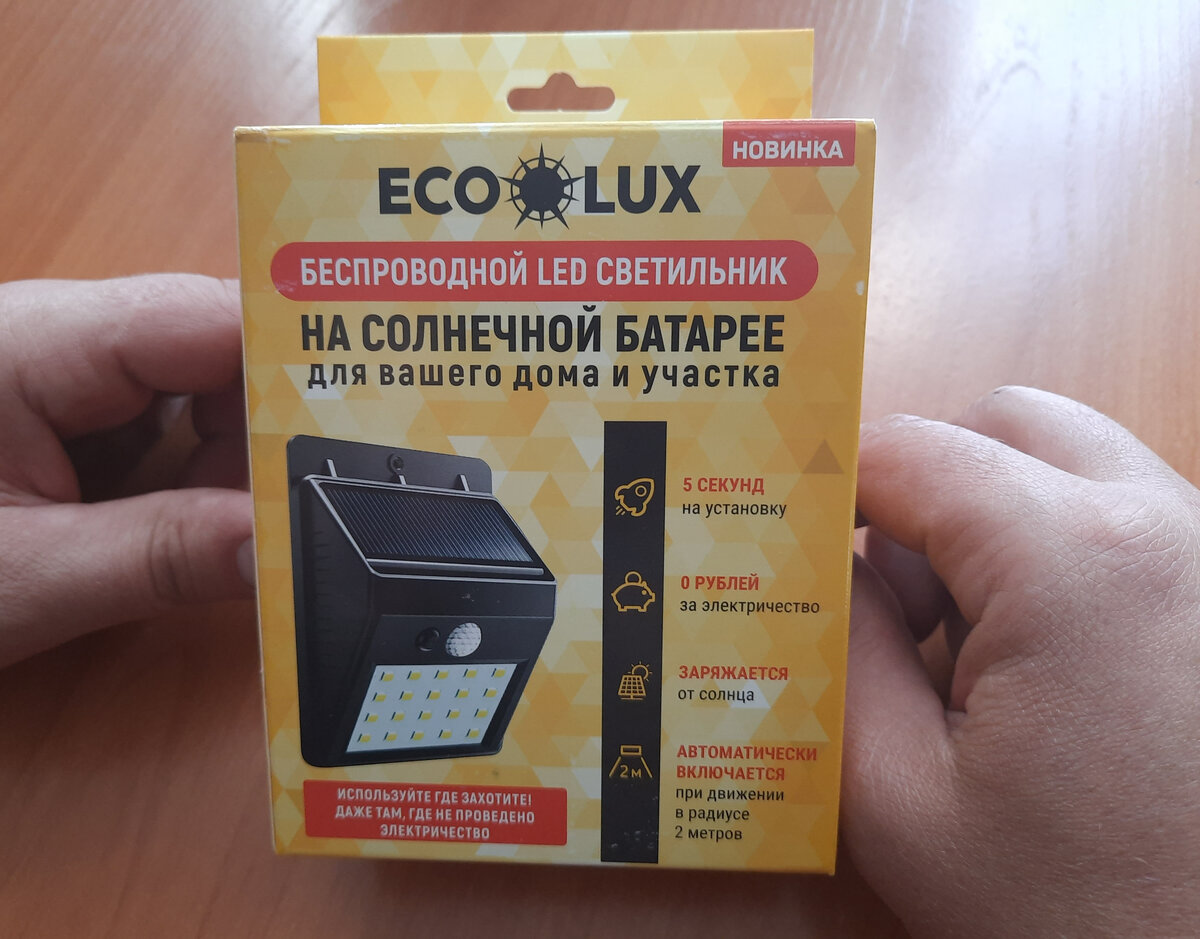 НОВИНКА
ECO LUX
БЕСПРОВОДНОЙ LED СВЕТИЛЬНИК
НА СОЛНЕЧНОЙ БАТАРЕЕ
для вашего дома и участка
5 СЕКУНД
на установку
0 РУБЛЕЙ
за электричество
ЗАРЯЖАЕТСЯ
от солнца
2м
АВТОМАТИЧЕСКИ
ВКЛЮЧАЕТСЯ
при движении
в радиусе
2 метров
ИСПОЛЬЗУЙТЕ ГДЕ ЗАХОТИТЕ!
ДАЖЕ ТАМ, ГДЕ НЕ ПРОВЕДЕНО
ЭЛЕКТРИЧЕСТВО